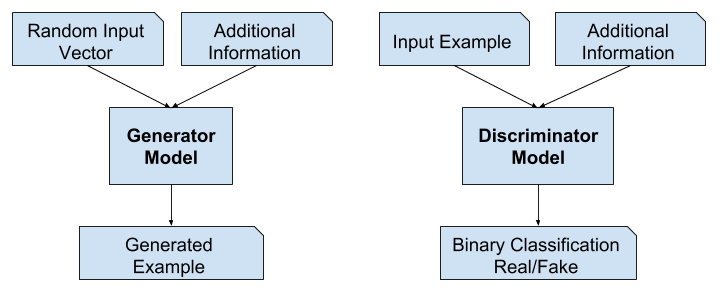 Random Input
Vector
Additional
Information
Input Example
Additional
Information
Generator
Model
Discriminator
Model
Generated
Example
Binary Classification
Real/Fake